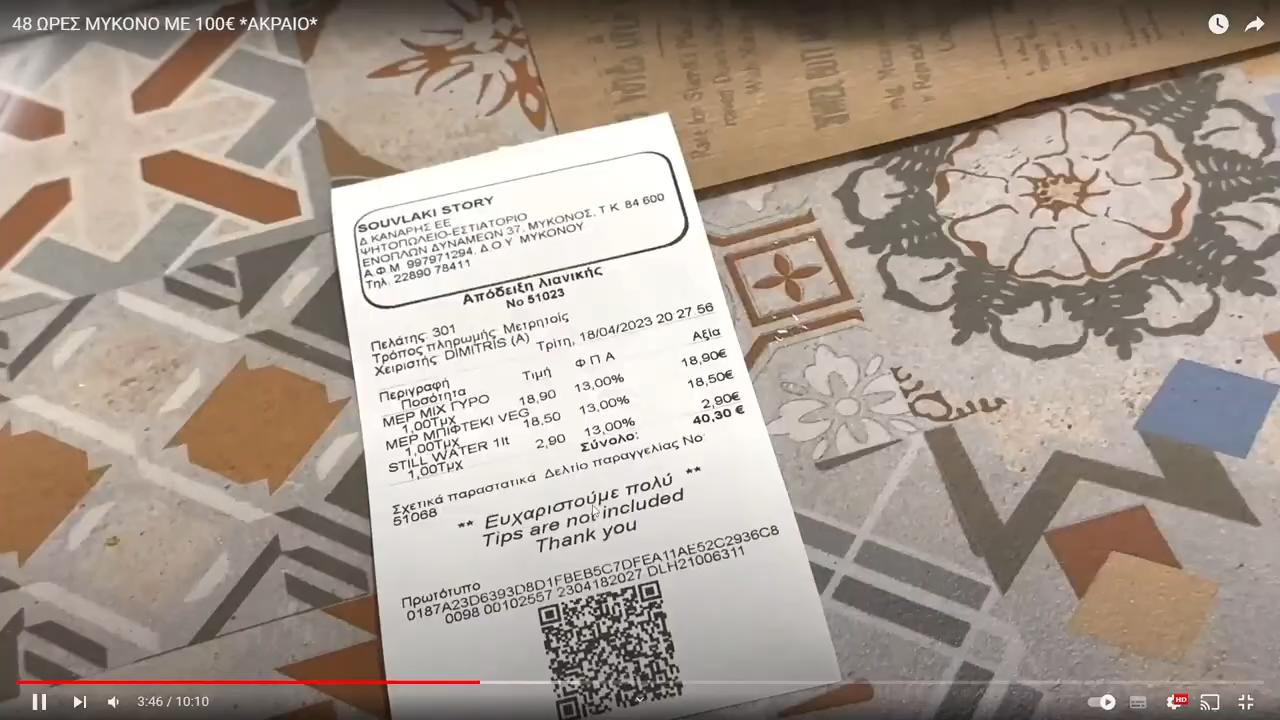 48 ΩΡΕΣ ΜΥΚΟΝΟ ΜΕ 100€ *ΑΚΡΑΙΟ*
SOUVLAKI STORY
Δ ΚΑΝΑΡΗΣ ΕΕ
ΨΗΤΟΠΩΛΕΙΟ-ΕΣΤΙΑΤΟΡΙΟ
ΕΝΟΠΛΩΝ ΔΥΝΑΜΕΩΝ 37, ΜΥΚΟΝΟΣ, Τ Κ 84 600
Α.Φ.Μ 997971294, Δ Ο Υ ΜΥΚΟΝΟΥ
Τηλ. 22890 78411
Απόδειξη λιανικής
No 51023
Πελάτης 301
Τρόπος πληρωμής Μετρητοίς
Χειριστής DIMITRIS (A) Τρίτη, 18/04/2023 20 27 56
Περιγραφή Τιμή Φ Π Α Αξία
Ποσότητα
ΜΕΡ MIX ΓΥΡΟ 18,90 13,00% 18,90€
1,00Τμχ
ΜΕΡ ΜΠΙΦΤΕΚΙ VEG 18,50 13,00% 18,50€
1,00Τμχ
STILL WATER 1lt 2,90 13,00% 2,90€
1,00Τμχ Σύνολο: 40,30 €
Σχετικά παραστατικά Δελτίο παραγγελίας No
51068
** Ευχαριστούμε πολύ **
Tips are not included
Thank you
Πρωτότυπο
0187A23D6393D8D1FBEB5C7DFEA11AE52C2936C8
0098 00102557 2304182027 DLH21006311
3:46 / 10:10
HD